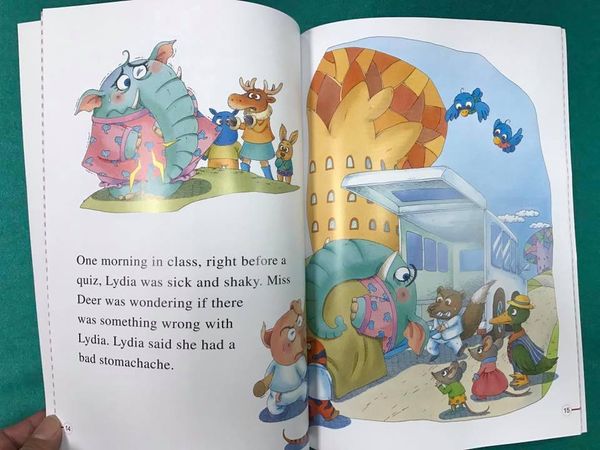 One morning in class, right before a
quiz, Lydia was sick and shaky. Miss
Deer was wondering if there
was something wrong with
Lydia. Lydia said she had a
bad stomachache.
14
15